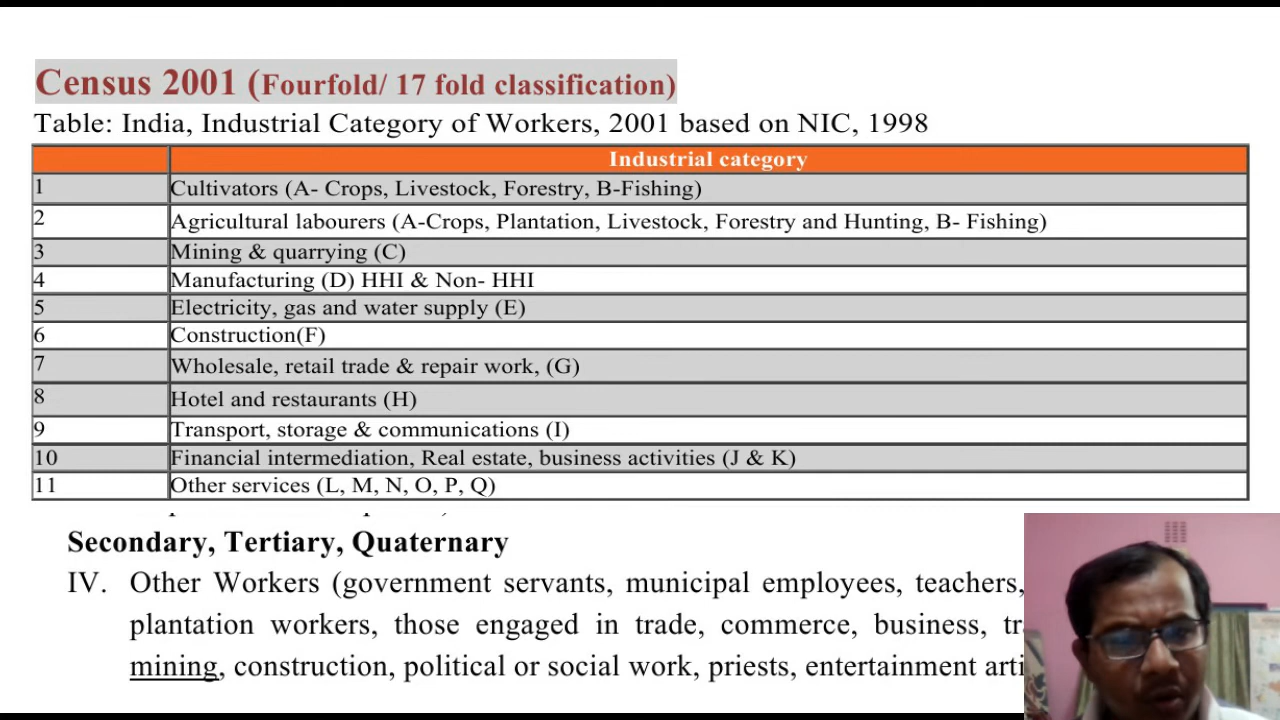 Census 2001 (Fourfold/ 17 fold classification)
Table: India, Industrial Category of Workers, 2001 based on NIC, 1998
Industrial category
1 Cultivators (A- Crops, Livestock, Forestry, B-Fishing)
2 Agricultural labourers (A-Crops, Plantation, Livestock, Forestry and Hunting, B- Fishing)
3 Mining & quarrying (C)
4 Manufacturing (D) HHI & Non- HHI
5 Electricity, gas and water supply (E)
6 Construction(F)
7 Wholesale, retail trade & repair work, (G)
8 Hotel and restaurants (H)
9 Transport, storage & communications (I)
10 Financial intermediation, Real estate, business activities (J & K)
11 Other services (L, M, N, O, P, Q)
Secondary, Tertiary, Quaternary
IV. Other Workers (government servants, municipal employees, teachers,
plantation workers, those engaged in trade, commerce, business,
mining, construction, political or social work, priests, entertainment